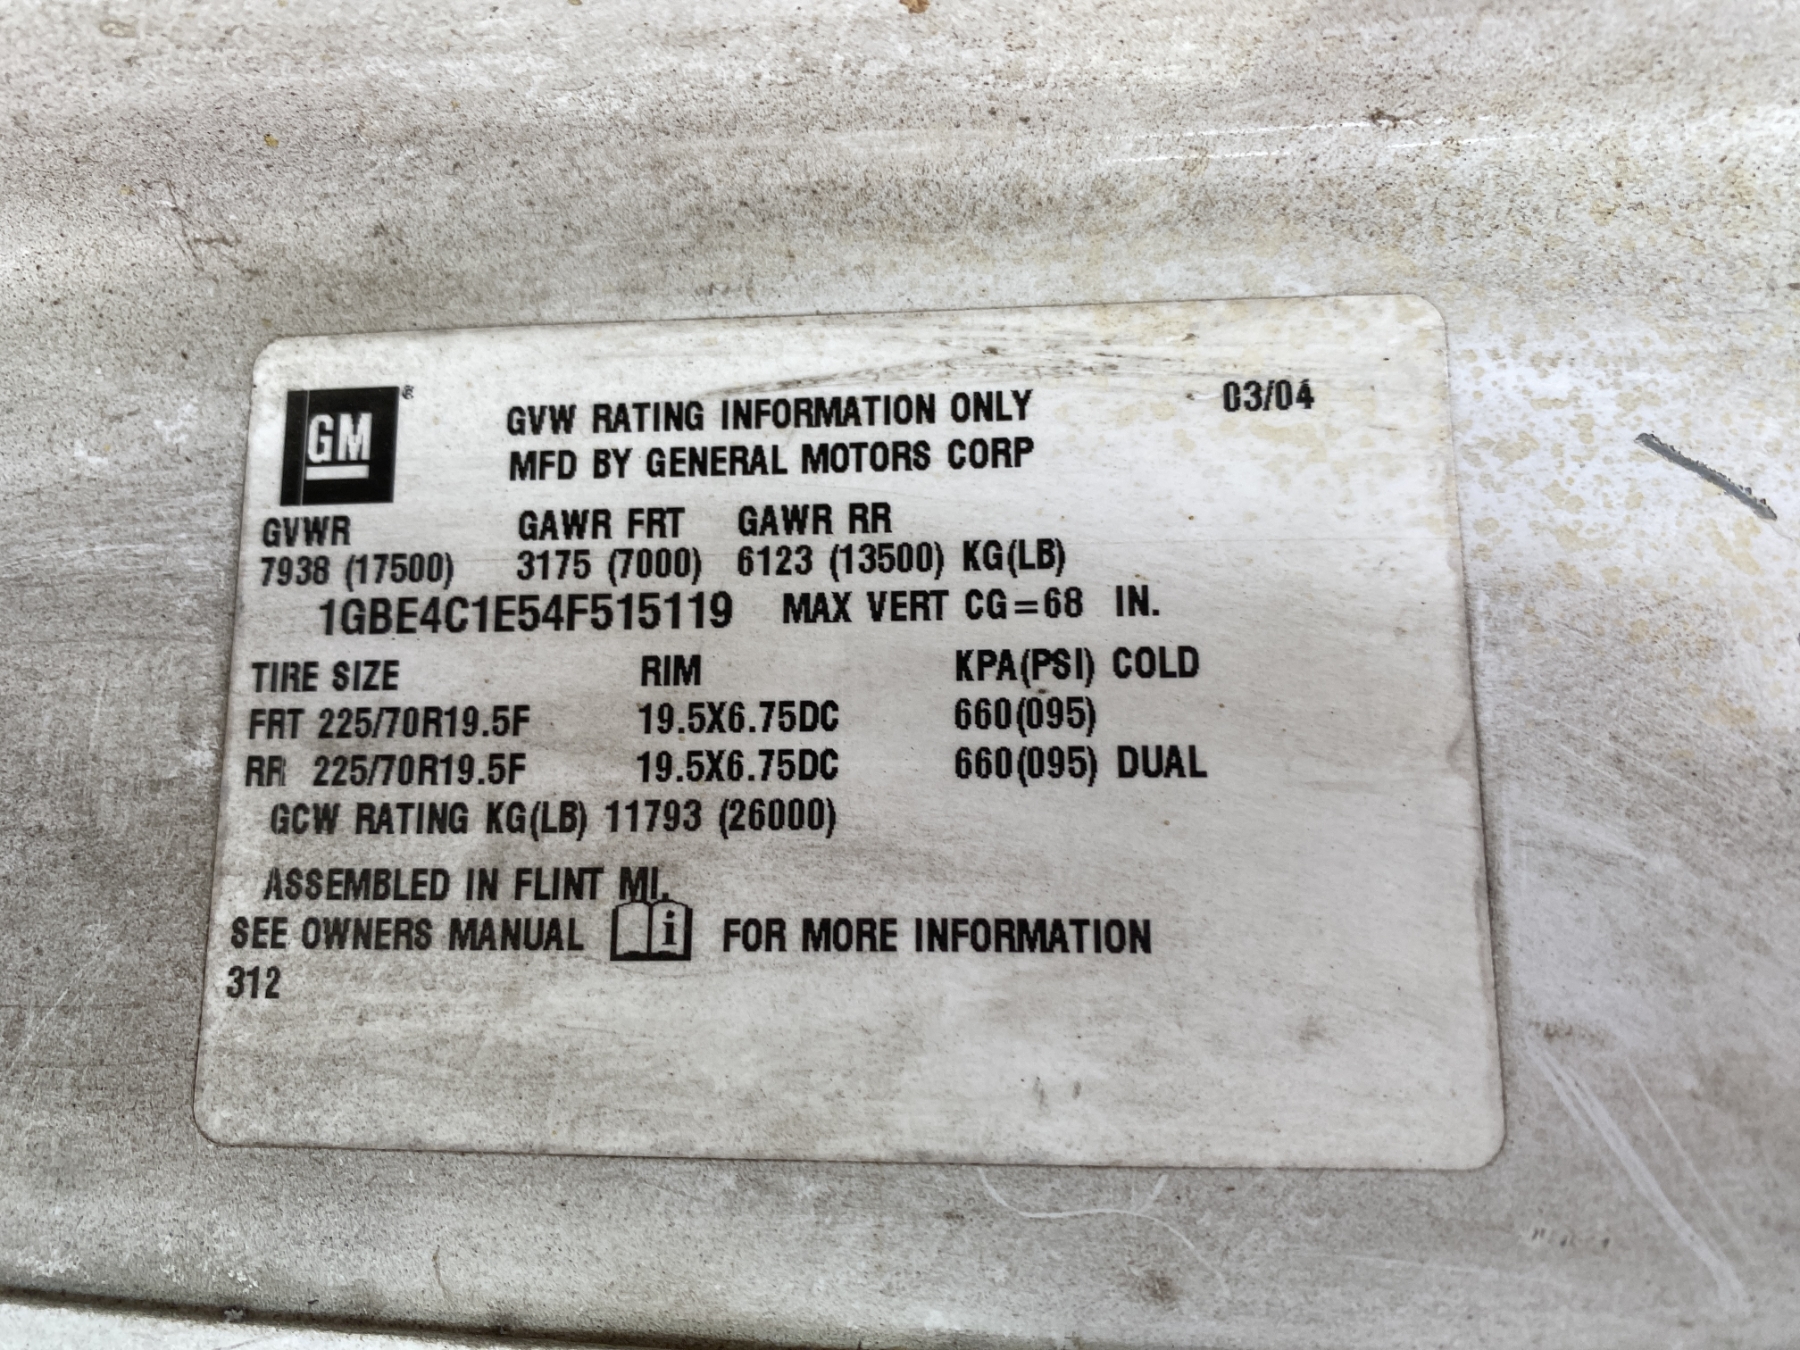 GM ®
GVW RATING INFORMATION ONLY 03/04
MFD BY GENERAL MOTORS CORP
GVWR GAWR FRT GAWR RR
7938 (17500) 3175 (7000) 6123 (13500) KG(LB)
1GBE4C1E54F515119 MAX VERT CG=68 IN.
TIRE SIZE RIM KPA(PSI) COLD
FRT 225/70R19.5F 19.5X6.75DC 660(095)
RR 225/70R19.5F 19.5X6.75DC 660(095) DUAL
GCW RATING KG(LB) 11793 (26000)
ASSEMBLED IN FLINT MI.
SEE OWNERS MANUAL i FOR MORE INFORMATION
312